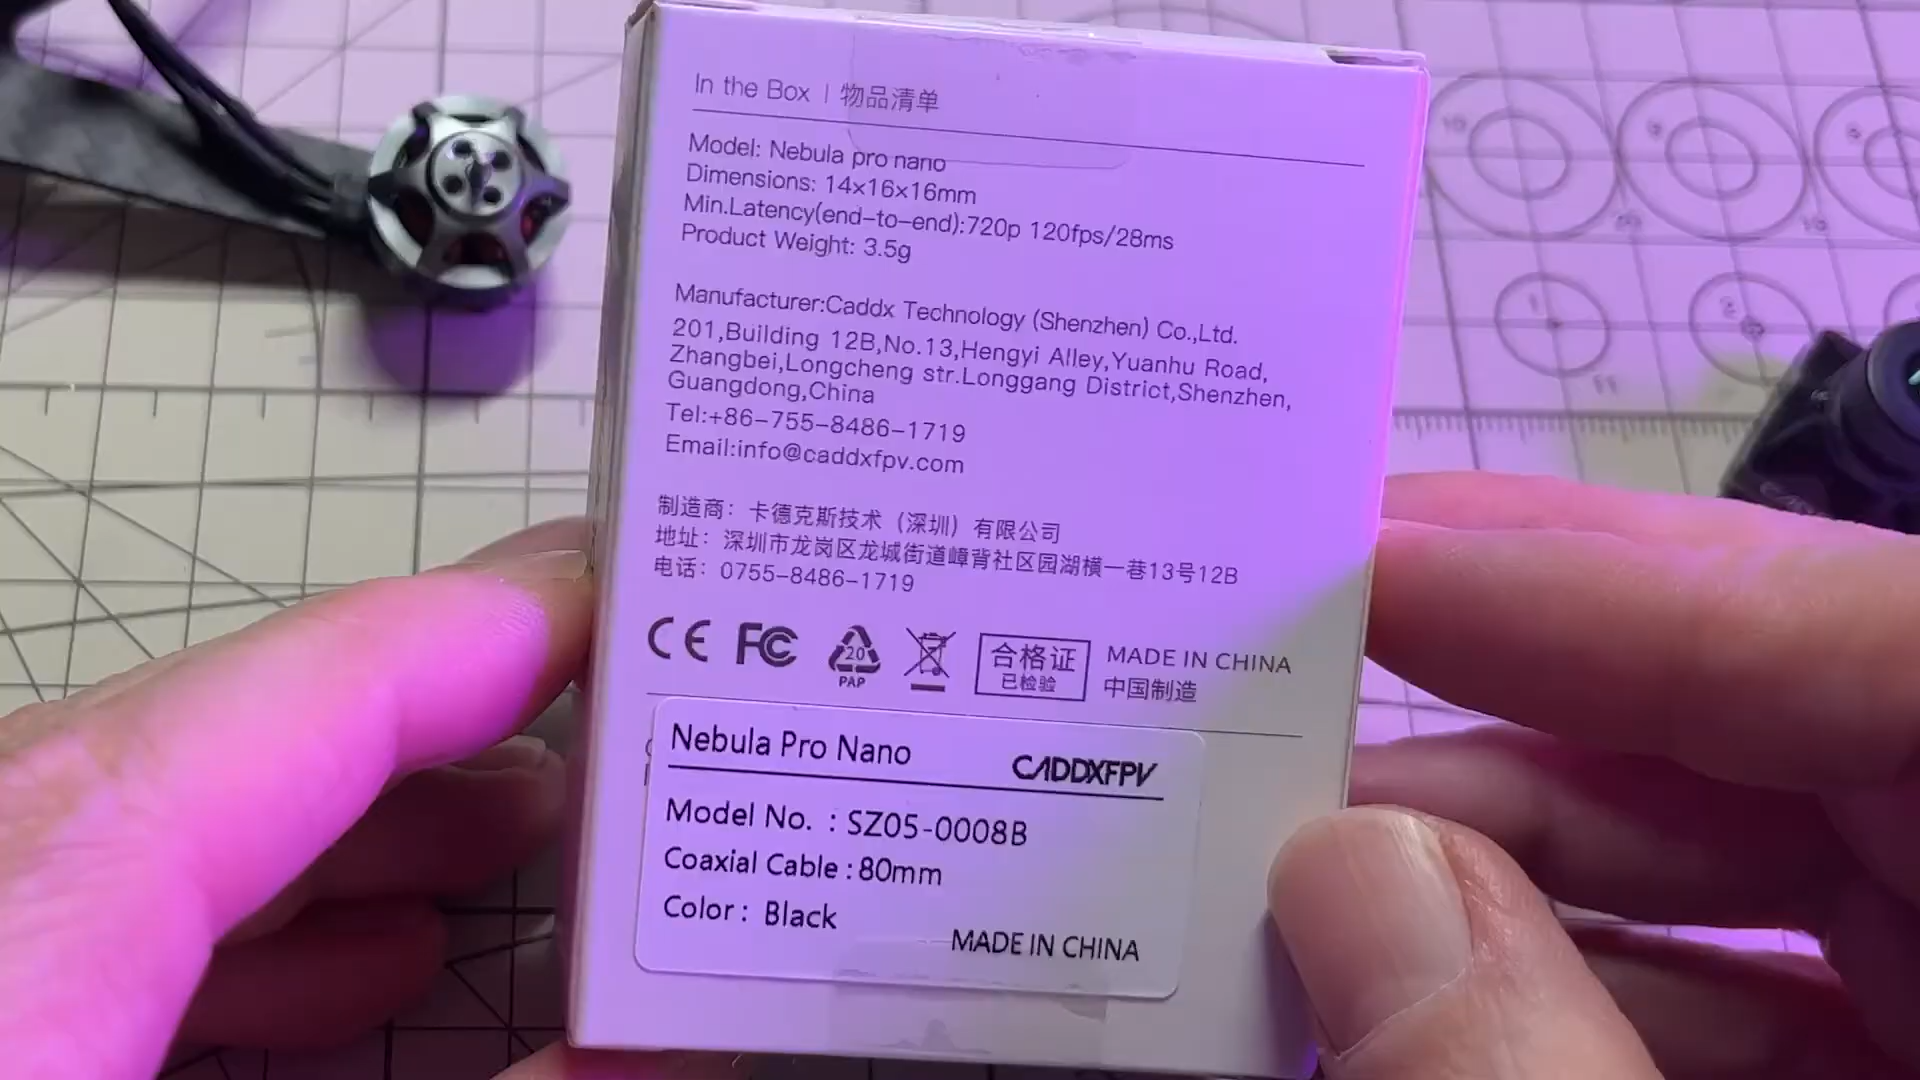 In the Box | 物品清单
Model: Nebula pro nano
Dimensions: 14×16×16mm
Min.Latency(end-to-end):720p 120fps/28ms
Product Weight: 3.5g
Manufacturer:Caddx Technology (Shenzhen) Co.,Ltd.
201,Building 12B,No.13,Hengyi Alley,Yuanhu Road,
Zhangbei,Longcheng str.Longgang District,Shenzhen,
Guangdong,China
Tel:+86-755-8486-1719
Email:info@caddxfpv.com
制造商：卡德克斯技术（深圳）有限公司
地址：深圳市龙岗区龙城街道嶂背社区园湖横一巷13号12B
电话：0755-8486-1719
CE FC 20 PAP
合格证
已检验
MADE IN CHINA
中国制造
Nebula Pro Nano
CADDXFPV
Model No. : SZ05-0008B
Coaxial Cable : 80mm
Color : Black
MADE IN CHINA